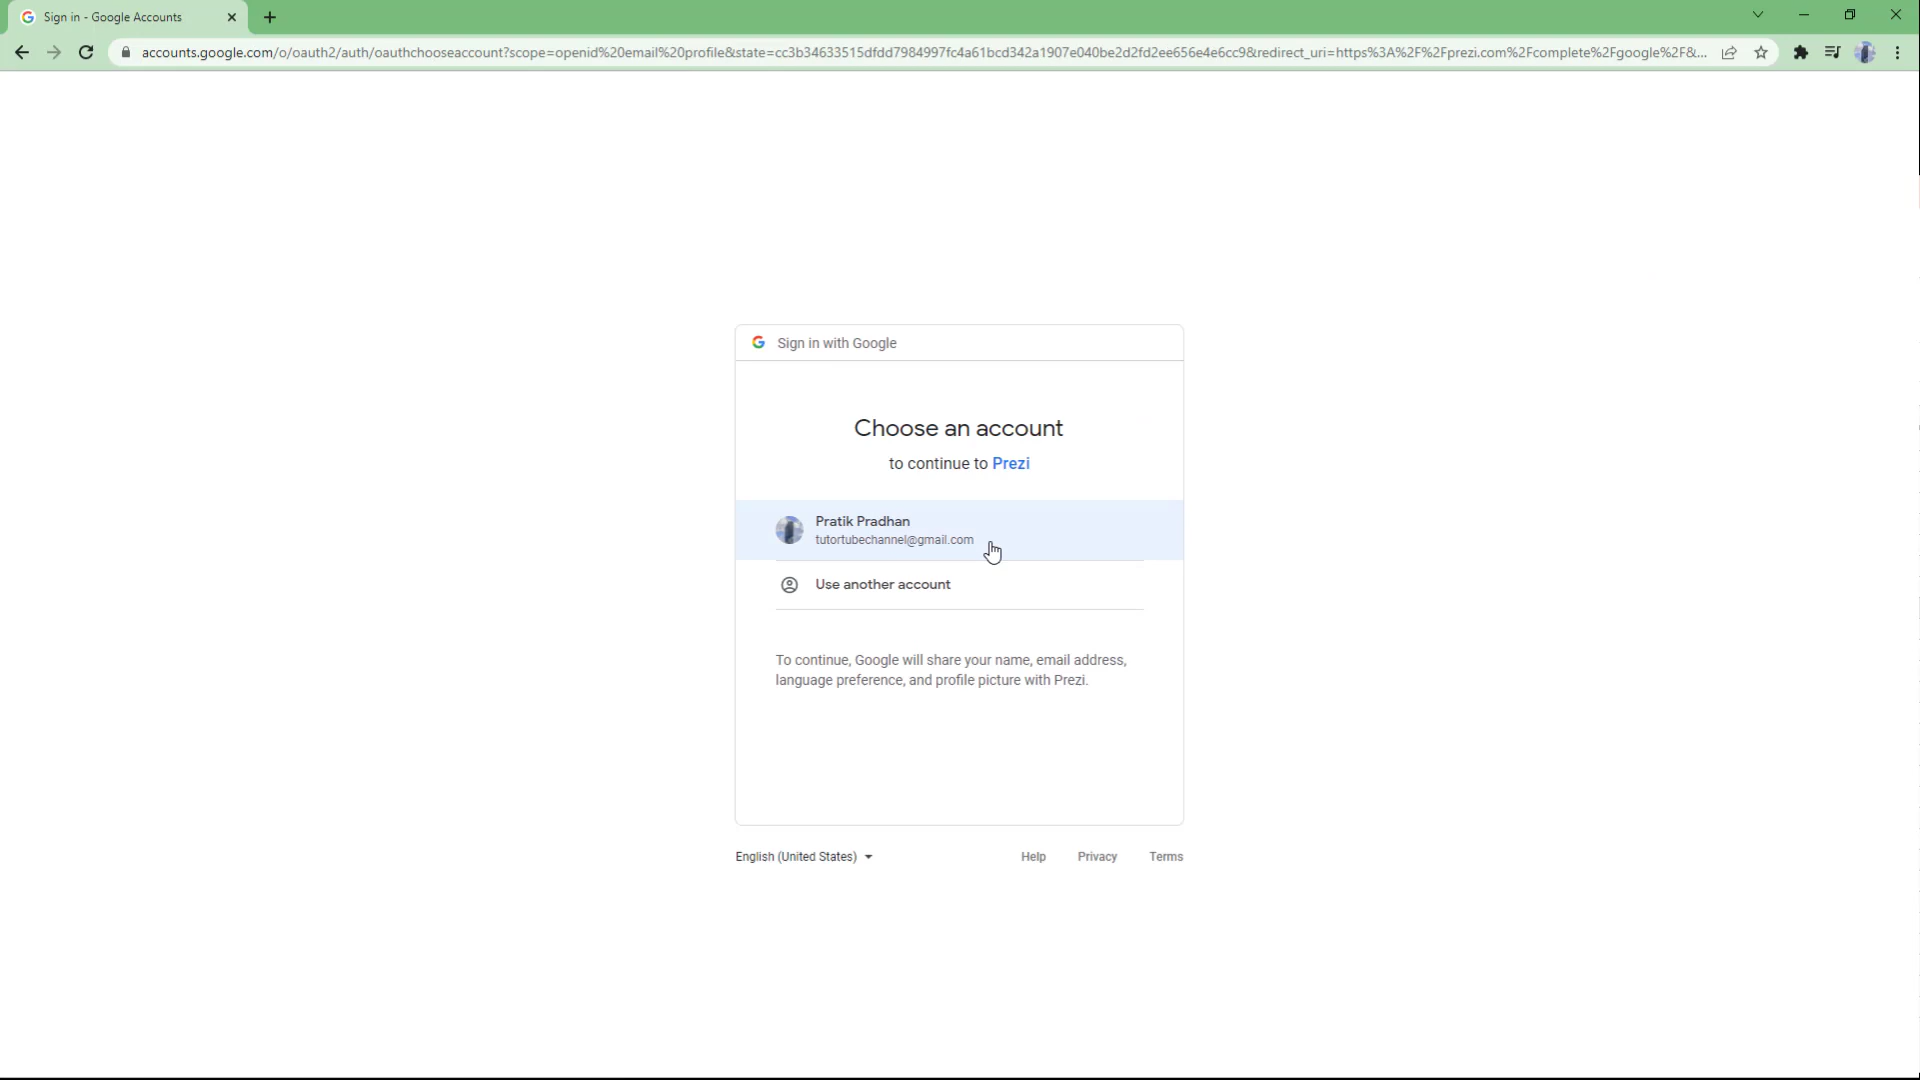 Sign in - Google Accounts
accounts.google.com/o/oauth2/auth/oauthchooseaccount?scope=openid%20email%20profile&state=cc3b34633515dfdd7984997fc4a61bcd342a1907e040be2d2fd2ee656e4e6cc9&redirect_uri=https%3A%2F%2Fprezi.com%2Fcomplete%2Fgoogle%2F&...
Sign in with Google
Choose an account
to continue to Prezi
Pratik Pradhan
tutortubechannel@gmail.com
Use another account
To continue, Google will share your name, email address,
language preference, and profile picture with Prezi.
English (United States) Help Privacy Terms